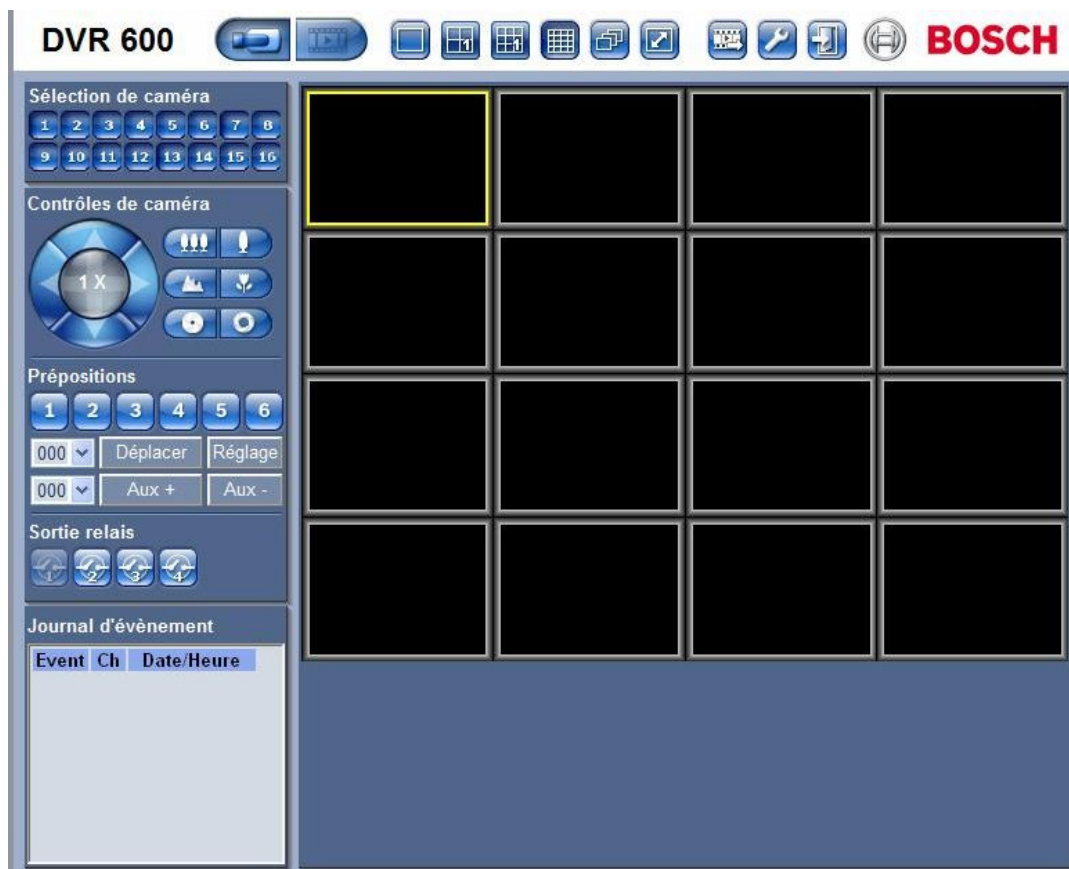 DVR 600
1
1
BOSCH
Sélection de caméra
1 2 3 4 5 6 7 8
9 10 11 12 13 14 15 16
Contrôles de caméra
1 X
Prépositions
1 2 3 4 5 6
000 Déplacer Réglage
000 Aux + Aux -
Sortie relais
1 2 3 4
Journal d'évènement
Event Ch Date/Heure